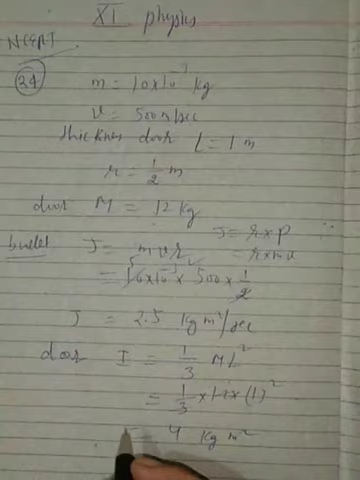 XI physics
NCERT
24 m = 10×10⁻³ kg
v = 500 m/sec
thickness door L = 1 m
r = 1/2 m
door M = 12 kg
J = r×p
bullet J = m v r = r×mv
= 10×10⁻³ × 500 × 1/2
J = 2.5 kg m²/sec
door I = 1/3 ML²
= 1/3 × 12 × (1)²
= 4 kg m²